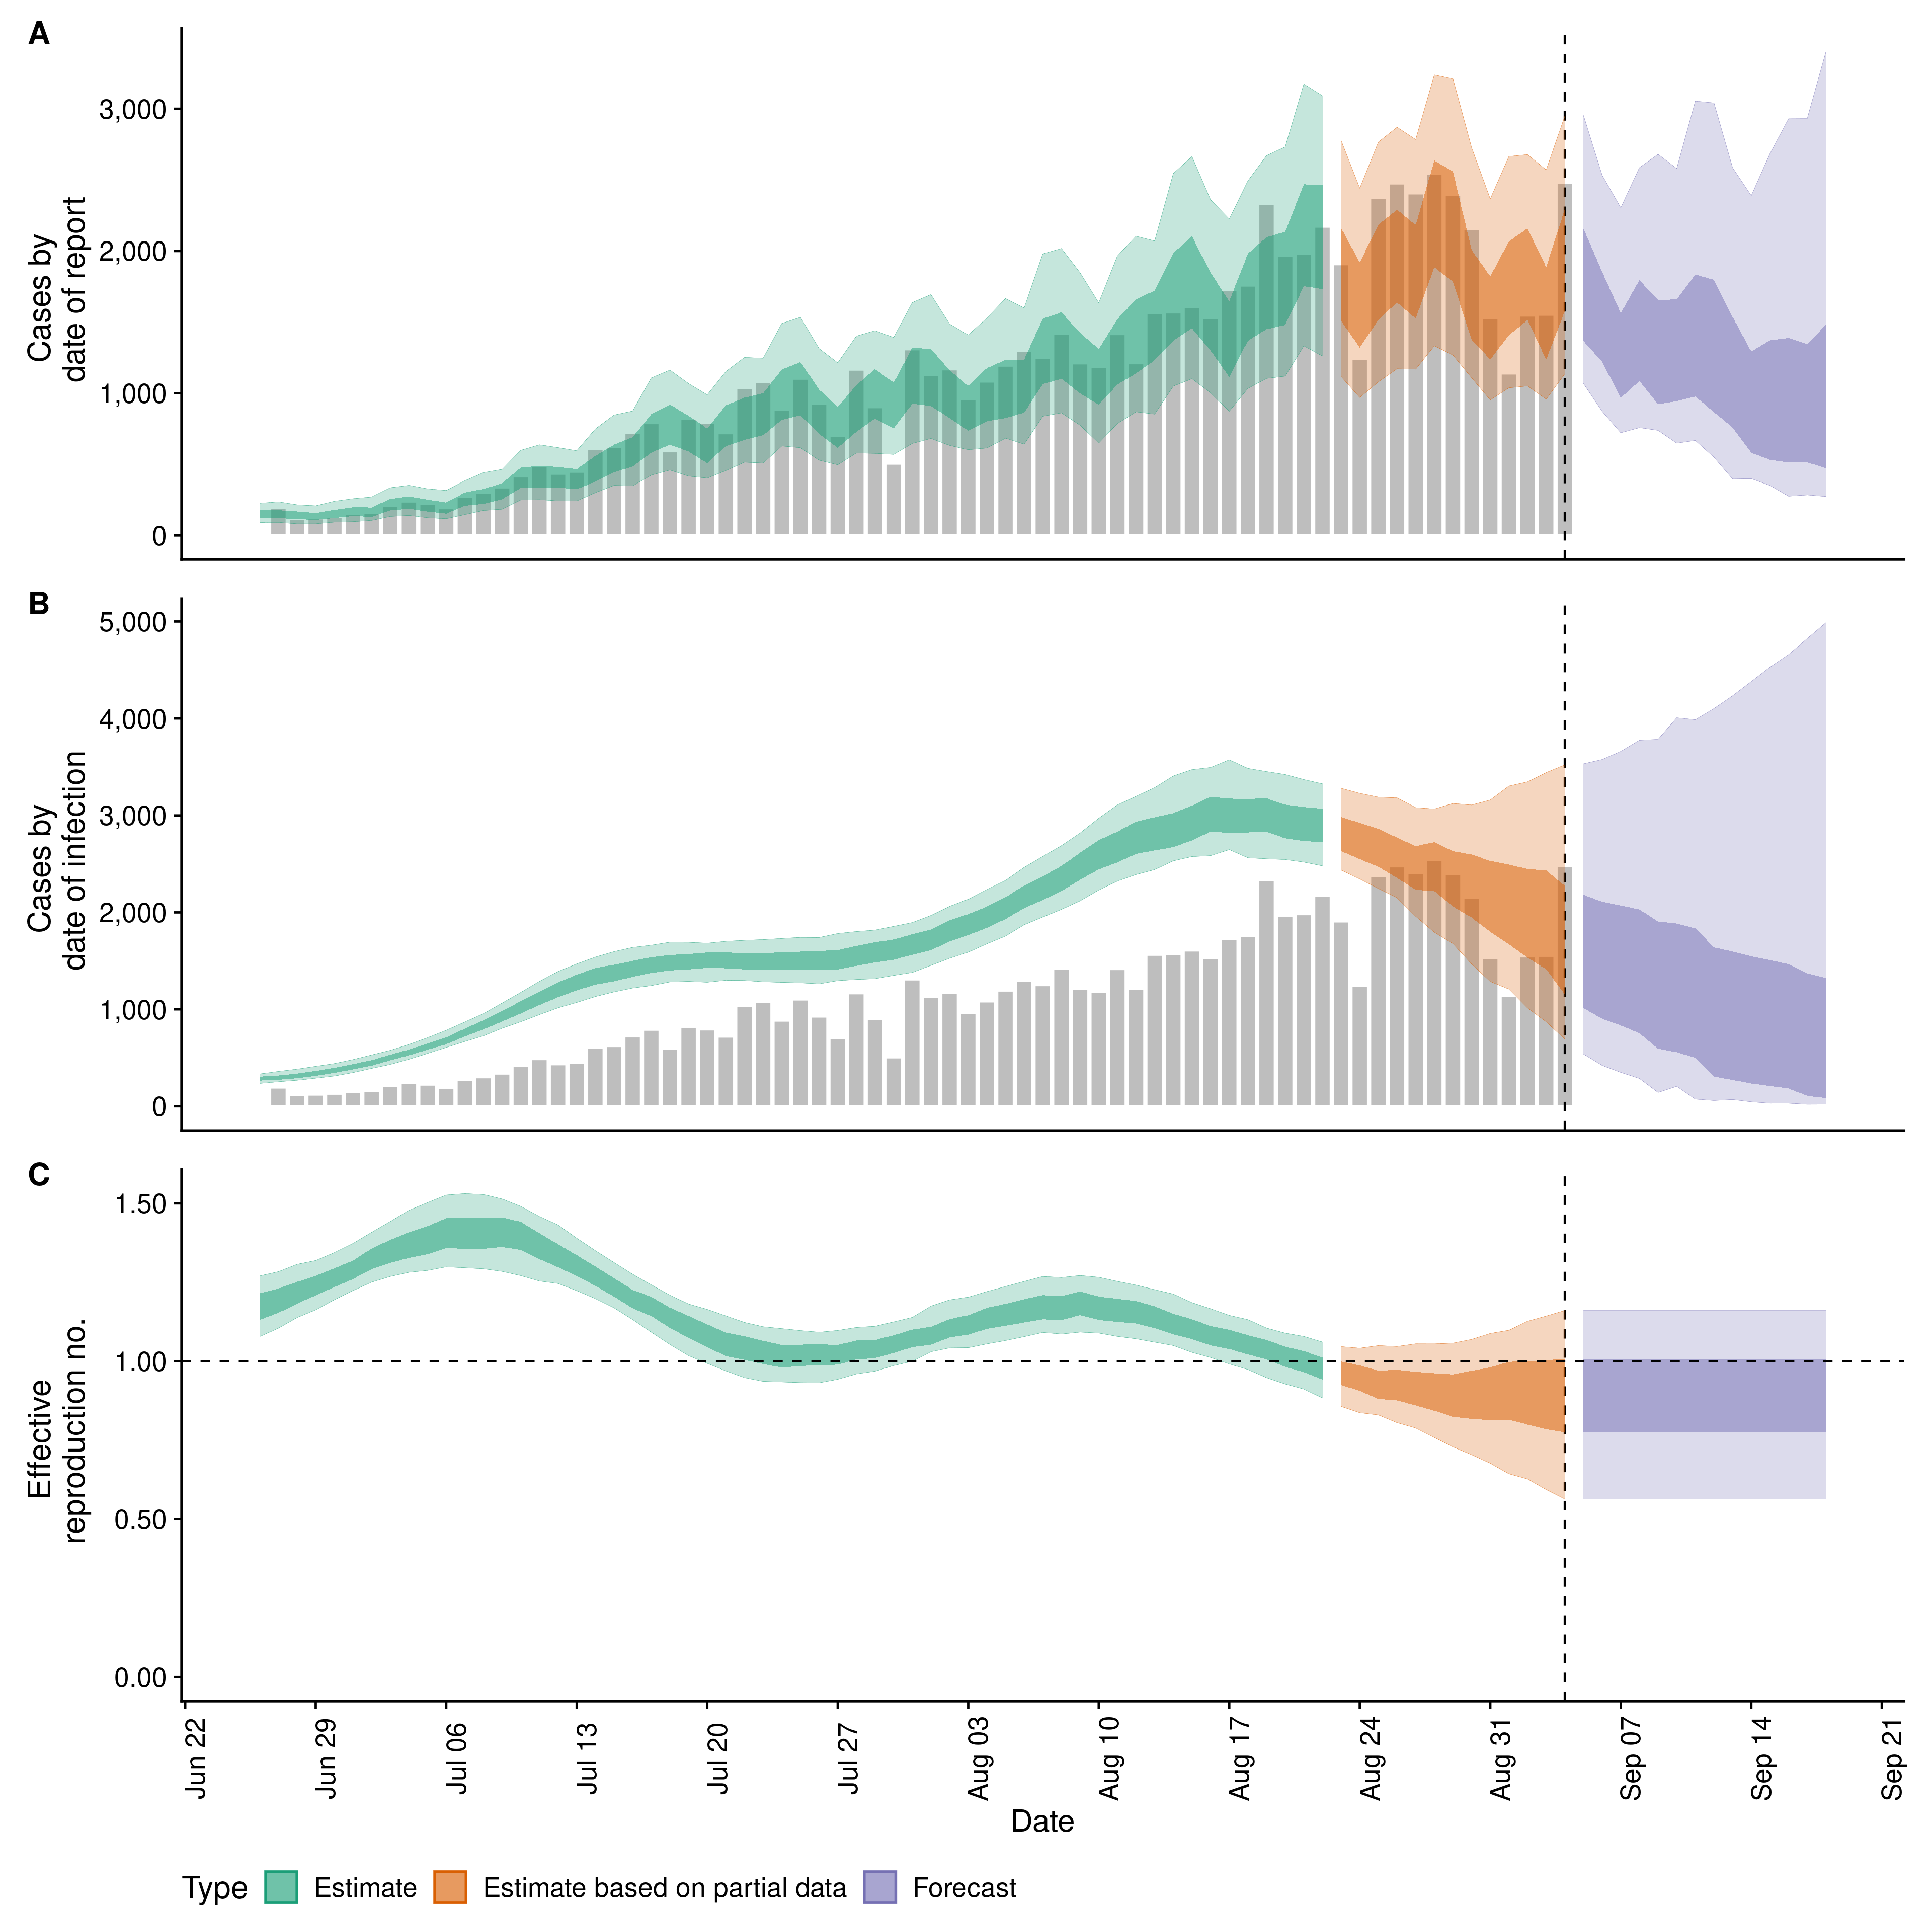 A
Cases by
date of report
3,000
2,000
1,000
0
B
Cases by
date of infection
5,000
4,000
3,000
2,000
1,000
0
C
Effective
reproduction no.
1.50
1.00
0.50
0.00
Jun 22
Jun 29
Jul 06
Jul 13
Jul 20
Jul 27
Aug 03
Aug 10
Aug 17
Aug 24
Aug 31
Sep 07
Sep 14
Sep 21
Date
Type Estimate Estimate based on partial data Forecast